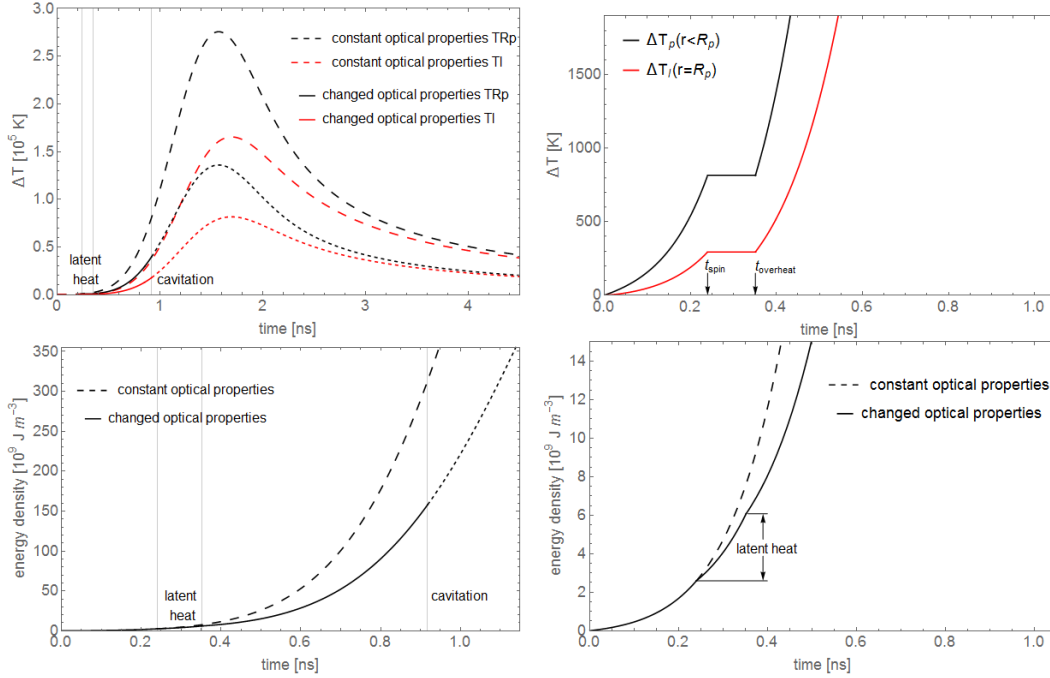 3.0
2.5
2.0
1.5
1.0
0.5
0.0
ΔT [10⁵ K]
constant optical properties TRp
constant optical properties Tl
changed optical properties TRp
changed optical properties Tl
latent
heat
cavitation
0
1
2
3
4
time [ns]
1500
1000
500
0
ΔT [K]
ΔTₚ(r<Rₚ)
ΔTₗ(r=Rₚ)
t_spin
t_overheat
0.0
0.2
0.4
0.6
0.8
1.0
time [ns]
350
300
250
200
150
100
50
0
energy density [10⁹ J m⁻³]
constant optical properties
changed optical properties
latent
heat
cavitation
0.0
0.2
0.4
0.6
0.8
1.0
time [ns]
14
12
10
8
6
4
2
0
energy density [10⁹ J m⁻³]
constant optical properties
changed optical properties
latent heat
0.0
0.2
0.4
0.6
0.8
1.0
time [ns]